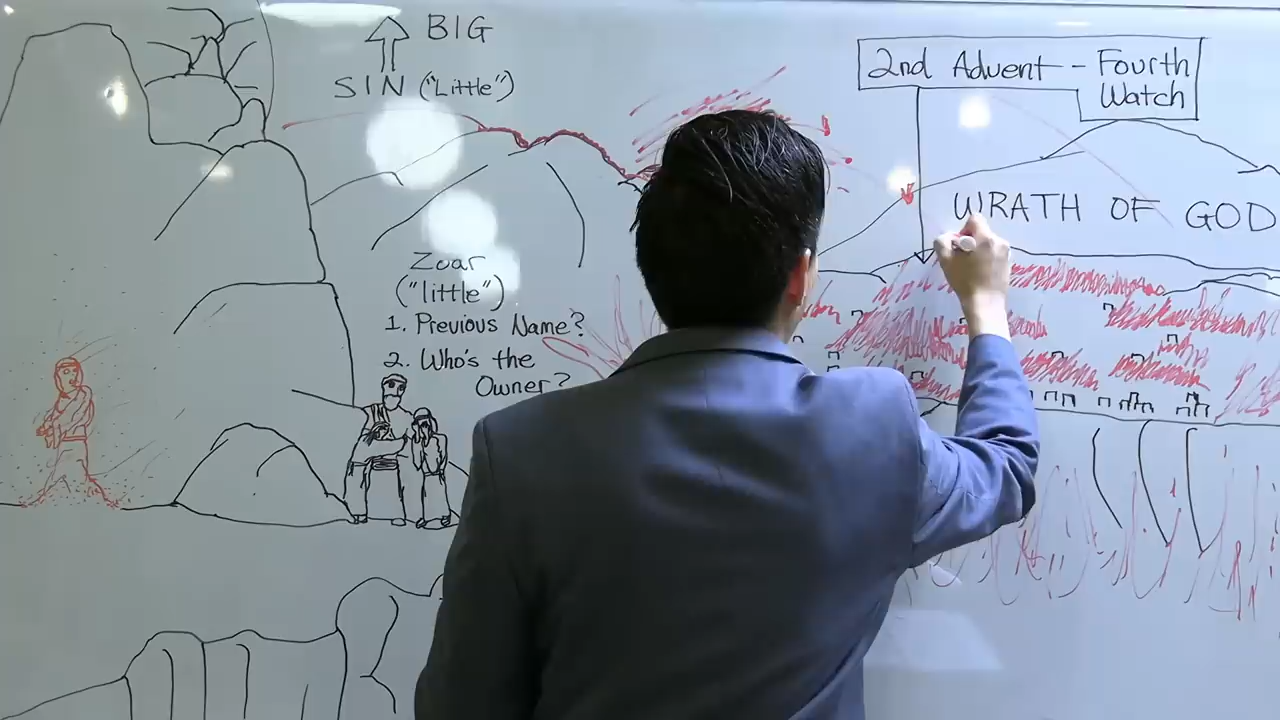 BIG
SIN ("Little")
2nd Advent - Fourth
Watch
WRATH OF GOD
Zoar
("little")
1. Previous Name?
2. Who's the
Owner?